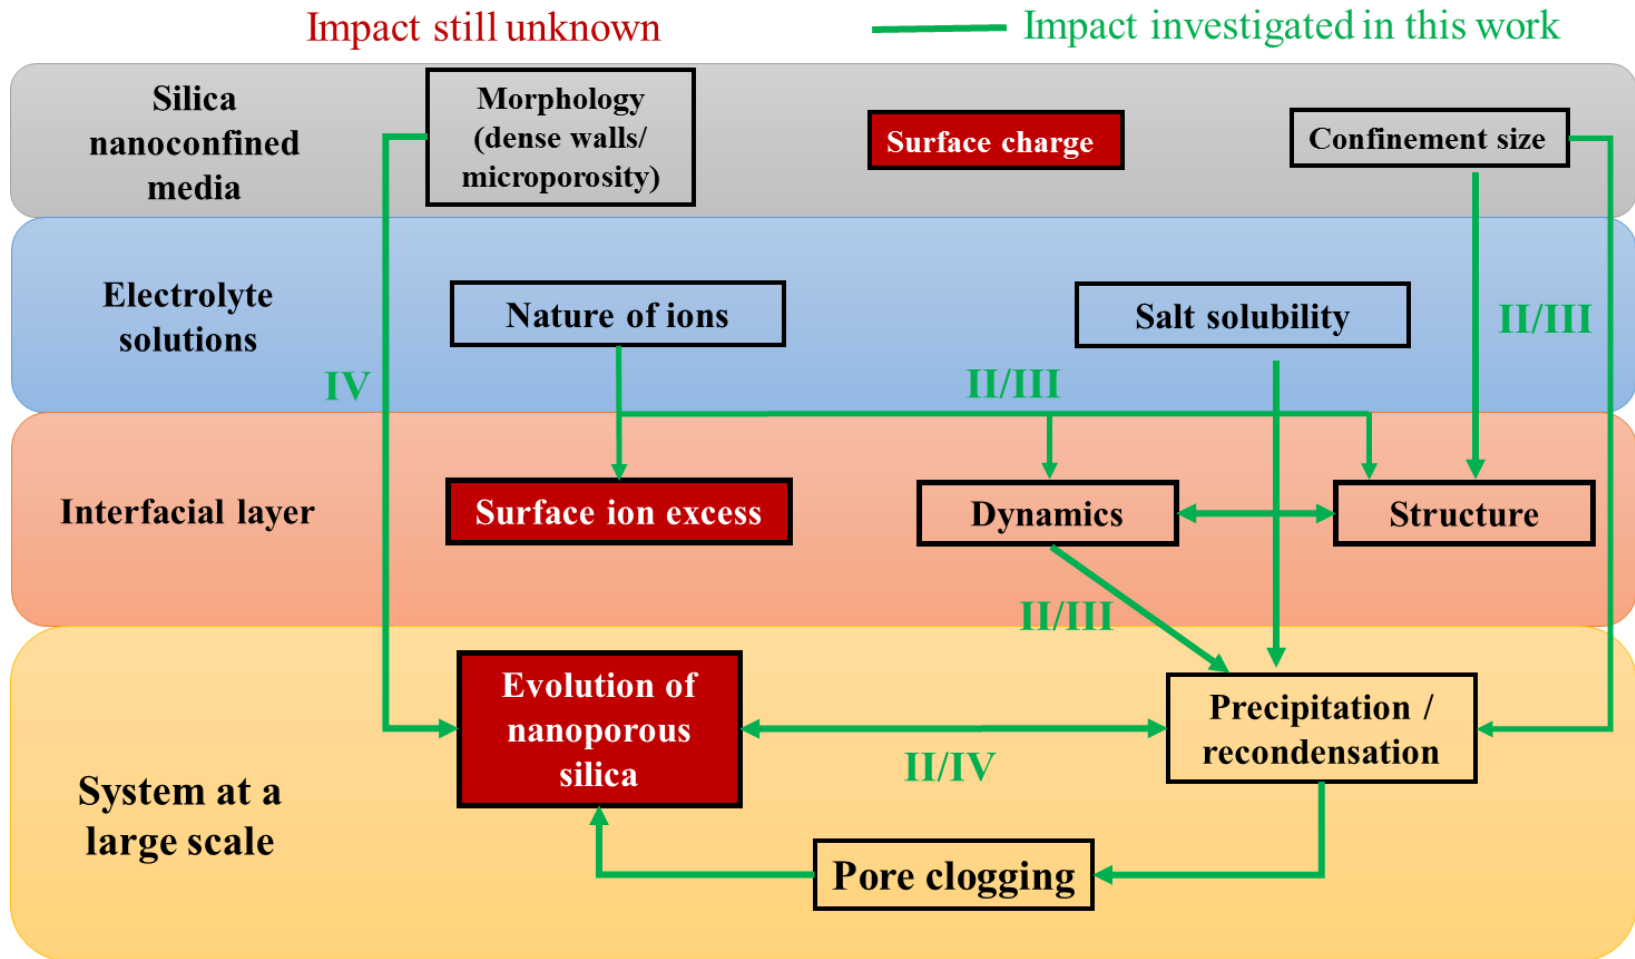 Impact still unknown
Impact investigated in this work
Silica
nanoconfined
media
Morphology
(dense walls/
microporosity)
Surface charge
Confinement size
Electrolyte
solutions
Nature of ions
Salt solubility
II/III
IV
II/III
Interfacial layer
Surface ion excess
Dynamics
Structure
II/III
System at a
large scale
Evolution of
nanoporous
silica
II/IV
Precipitation /
recondensation
Pore clogging